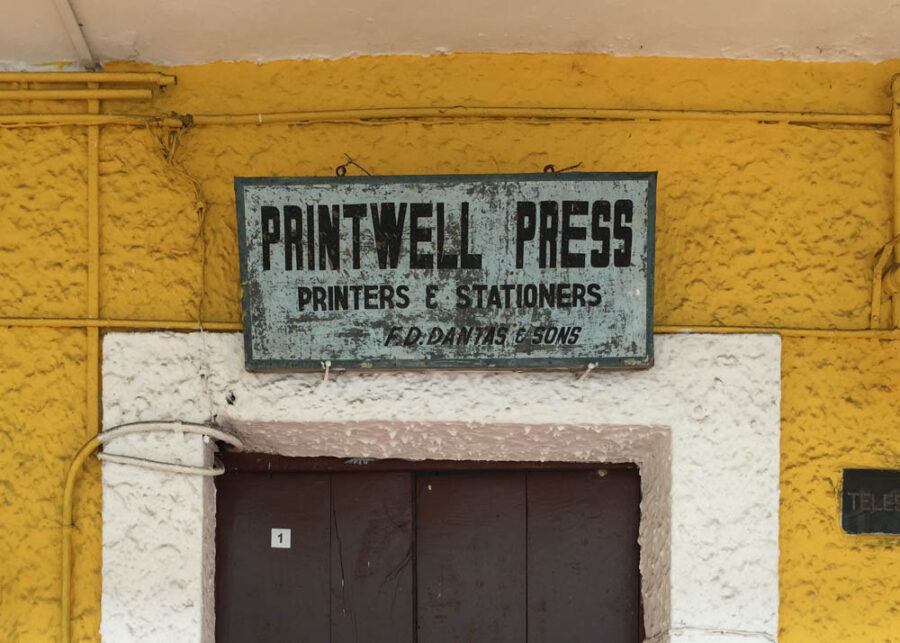 PRINTWELL PRESS
PRINTERS & STATIONERS
F.D. DANTAS & SONS
1